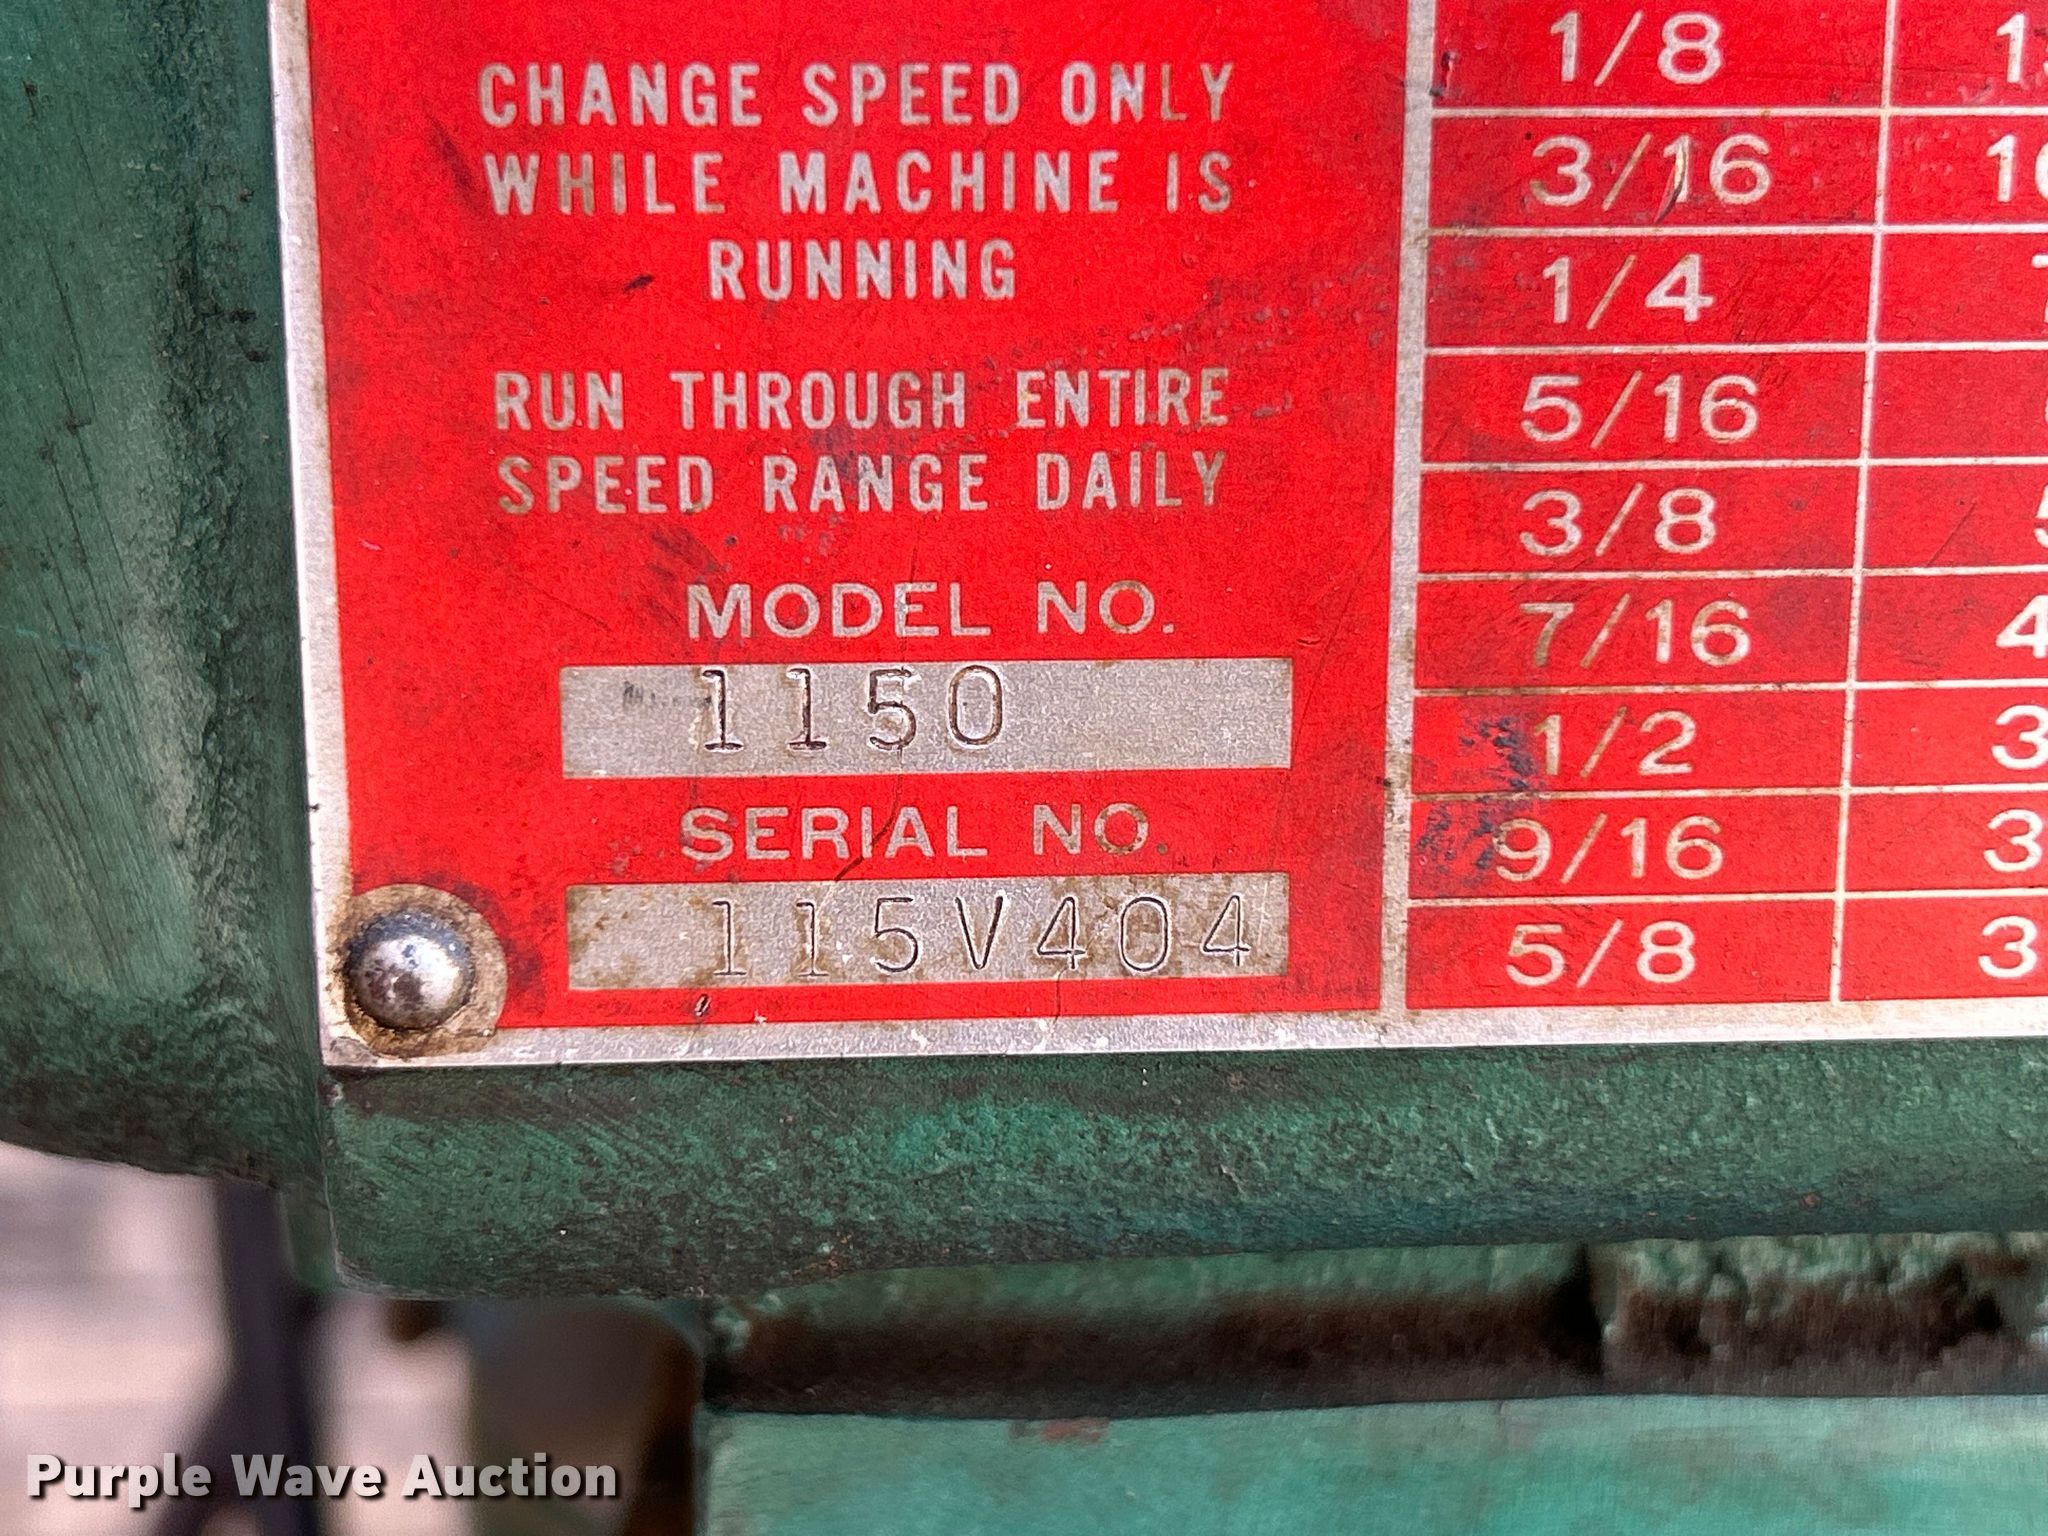 CHANGE SPEED ONLY
WHILE MACHINE IS
RUNNING
RUN THROUGH ENTIRE
SPEED RANGE DAILY
MODEL NO.
1150
SERIAL NO.
115V404
1/8
3/16
1/4
5/16
3/8
7/16
1/2
9/16
5/8
Purple Wave Auction